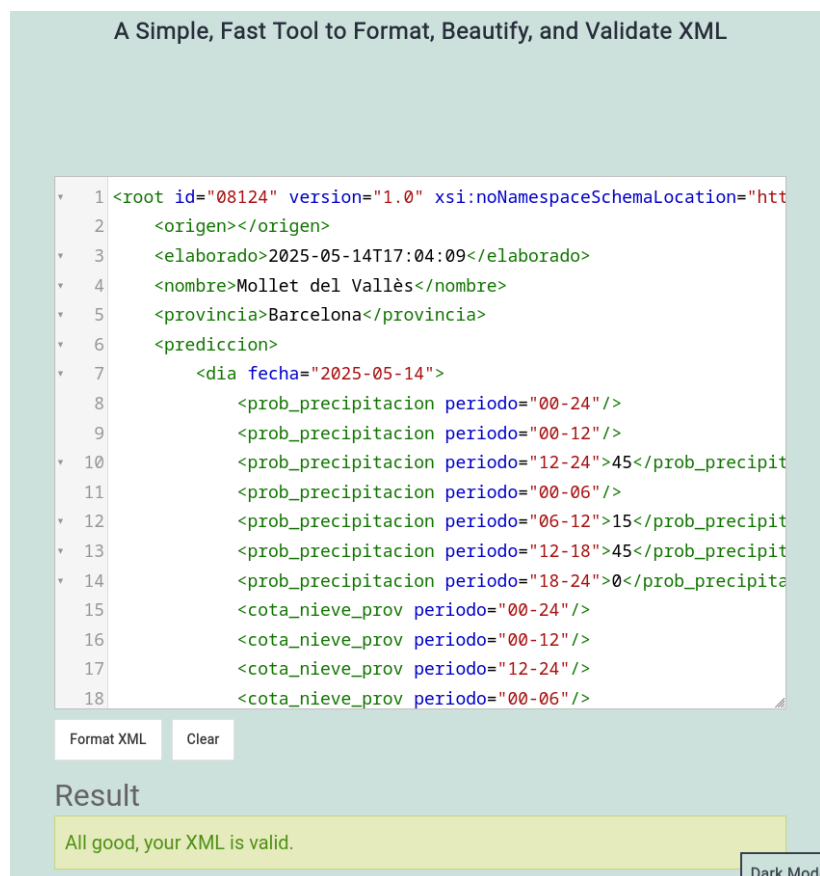 A Simple, Fast Tool to Format, Beautify, and Validate XML
1 <root id="08124" version="1.0" xsi:noNamespaceSchemaLocation="htt
2 <origen></origen>
3 <elaborado>2025-05-14T17:04:09</elaborado>
4 <nombre>Mollet del Vallès</nombre>
5 <provincia>Barcelona</provincia>
6 <prediccion>
7 <dia fecha="2025-05-14">
8 <prob_precipitacion periodo="00-24"/>
9 <prob_precipitacion periodo="00-12"/>
10 <prob_precipitacion periodo="12-24">45</prob_precipit
11 <prob_precipitacion periodo="00-06"/>
12 <prob_precipitacion periodo="06-12">15</prob_precipit
13 <prob_precipitacion periodo="12-18">45</prob_precipit
14 <prob_precipitacion periodo="18-24">0</prob_precipita
15 <cota_nieve_prov periodo="00-24"/>
16 <cota_nieve_prov periodo="00-12"/>
17 <cota_nieve_prov periodo="12-24"/>
18 <cota_nieve_prov periodo="00-06"/>
Format XML Clear
Result
All good, your XML is valid.
Dark Mod